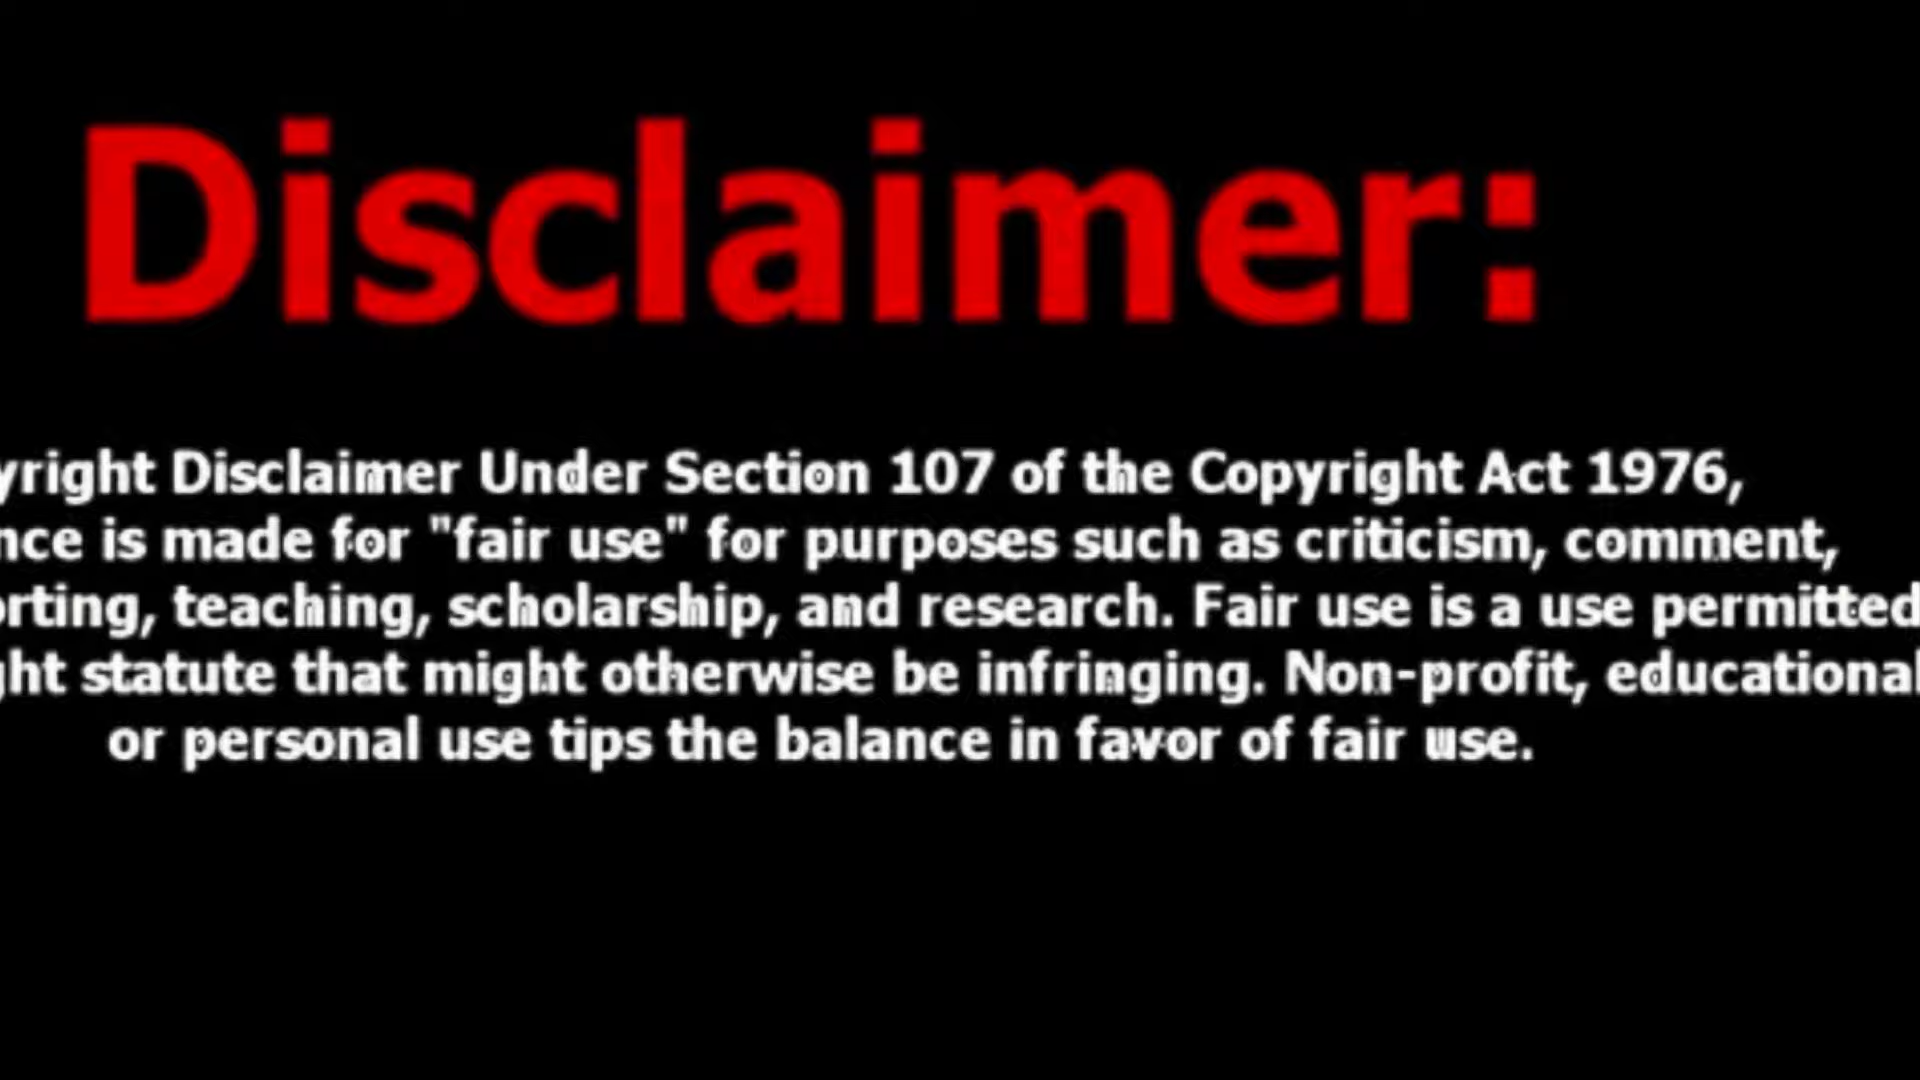 Disclaimer:
yright Disclaimer Under Section 107 of the Copyright Act 1976,
nce is made for "fair use" for purposes such as criticism, comment,
orting, teaching, scholarship, and research. Fair use is a use permitted
ght statute that might otherwise be infringing. Non-profit, educational
or personal use tips the balance in favor of fair use.